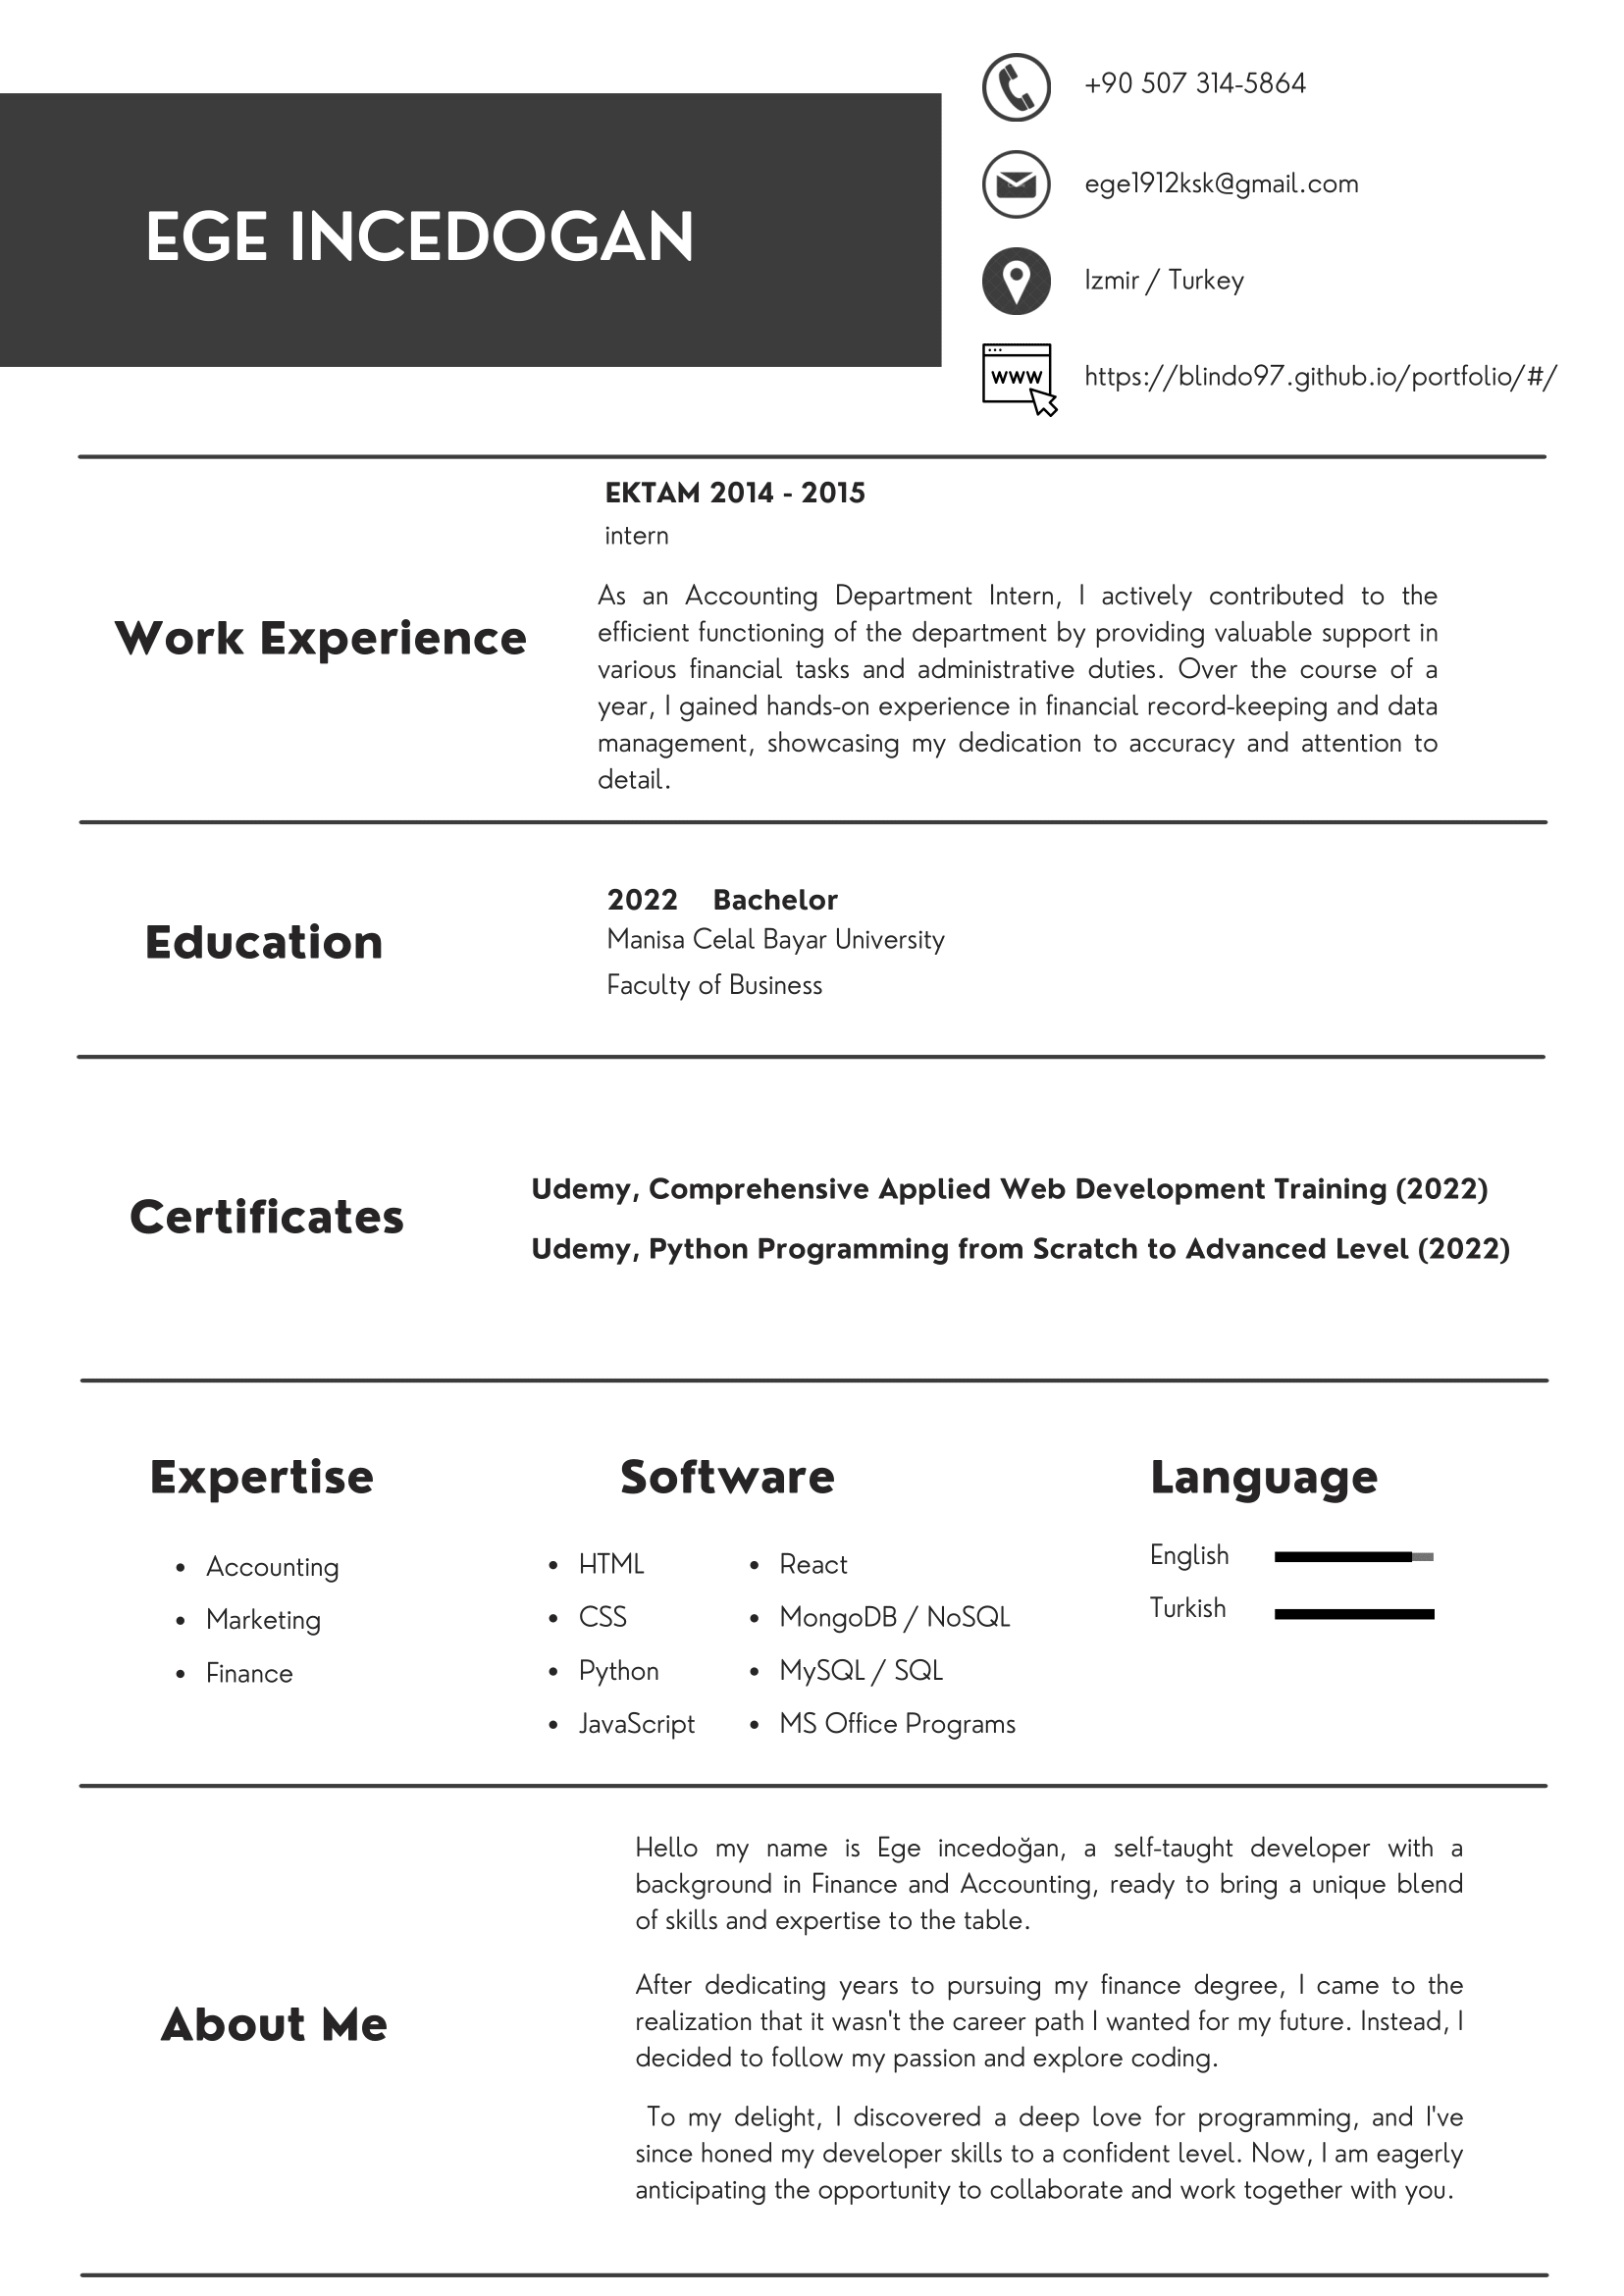 EGE INCEDOGAN
+90 507 314-5864
ege1912ksk@gmail.com
Izmir / Turkey
www
https://blindo97.github.io/portfolio/#/
Work Experience
EKTAM 2014 - 2015
intern
As an Accounting Department Intern, I actively contributed to the
efficient functioning of the department by providing valuable support in
various financial tasks and administrative duties. Over the course of a
year, I gained hands-on experience in financial record-keeping and data
management, showcasing my dedication to accuracy and attention to
detail.
Education
2022 Bachelor
Manisa Celal Bayar University
Faculty of Business
Certificates
Udemy, Comprehensive Applied Web Development Training (2022)
Udemy, Python Programming from Scratch to Advanced Level (2022)
Expertise
• Accounting
• Marketing
• Finance
Software
• HTML
• CSS
• Python
• JavaScript
• React
• MongoDB / NoSQL
• MySQL / SQL
• MS Office Programs
Language
English
Turkish
About Me
Hello my name is Ege incedoğan, a self-taught developer with a
background in Finance and Accounting, ready to bring a unique blend
of skills and expertise to the table.
After dedicating years to pursuing my finance degree, I came to the
realization that it wasn't the career path I wanted for my future. Instead, I
decided to follow my passion and explore coding.
To my delight, I discovered a deep love for programming, and I've
since honed my developer skills to a confident level. Now, I am eagerly
anticipating the opportunity to collaborate and work together with you.